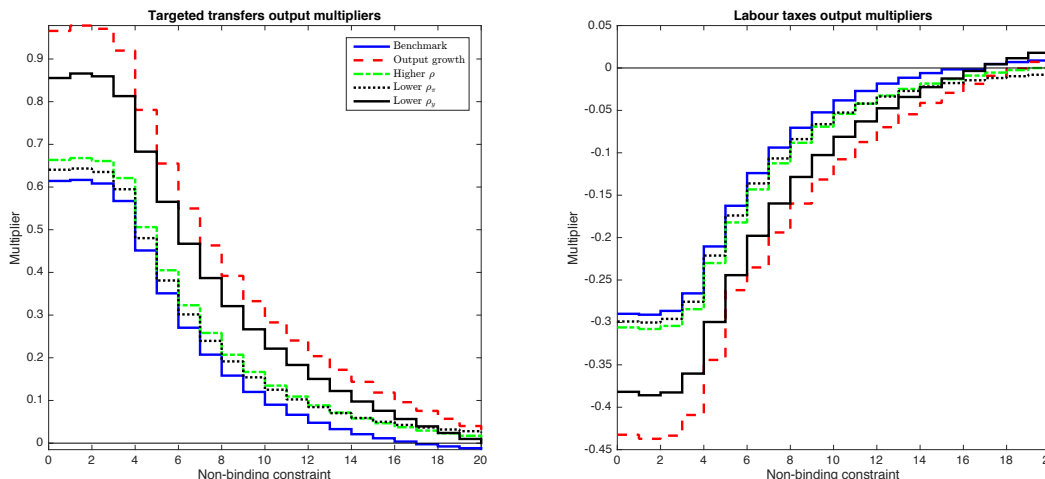 Targeted transfers output multipliers
Multiplier
0.9
0.8
0.7
0.6
0.5
0.4
0.3
0.2
0.1
0
0 2 4 6 8 10 12 14 16 18 20
Non-binding constraint
Benchmark
Output growth
Higher ρ
Lower ρx
Lower ρy
Labour taxes output multipliers
Multiplier
0.05
0
-0.05
-0.1
-0.15
-0.2
-0.25
-0.3
-0.35
-0.4
-0.45
0 2 4 6 8 10 12 14 16 18
Non-binding constraint